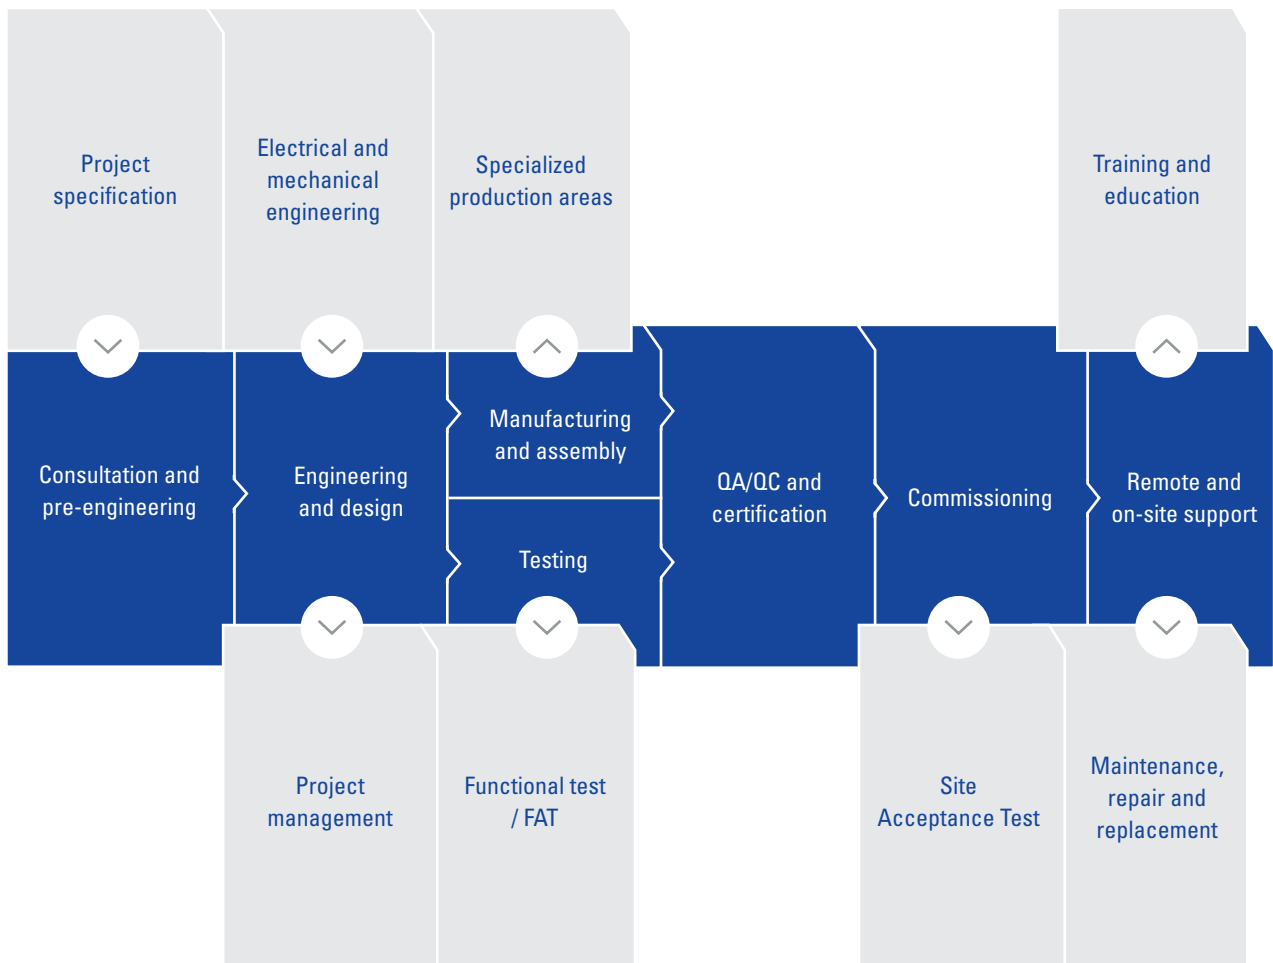 Project
specification
Electrical and
mechanical
engineering
Specialized
production areas
Training and
education
Consultation and
pre-engineering
Engineering
and design
Manufacturing
and assembly
Testing
QA/QC and
certification
Commissioning
Remote and
on-site support
Project
management
Functional test
/ FAT
Site
Acceptance Test
Maintenance,
repair and
replacement